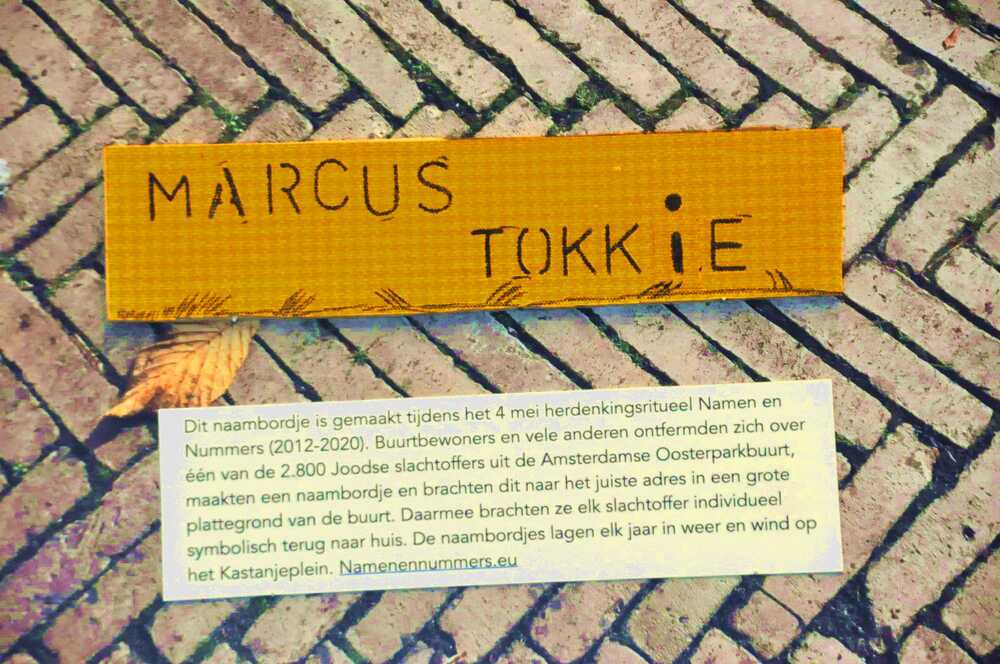 MARCUS
TOKKiE
Dit naambordje is gemaakt tijdens het 4 mei herdenkingsritueel Namen en
Nummers (2012-2020). Buurtbewoners en vele anderen ontfermden zich over
één van de 2.800 Joodse slachtoffers uit de Amsterdamse Oosterparkbuurt,
maakten een naambordje en brachten dit naar het juiste adres in een grote
plattegrond van de buurt. Daarmee brachten ze elk slachtoffer individueel
symbolisch terug naar huis. De naambordjes lagen elk jaar in weer en wind op
het Kastanjeplein. Namenennummers.eu